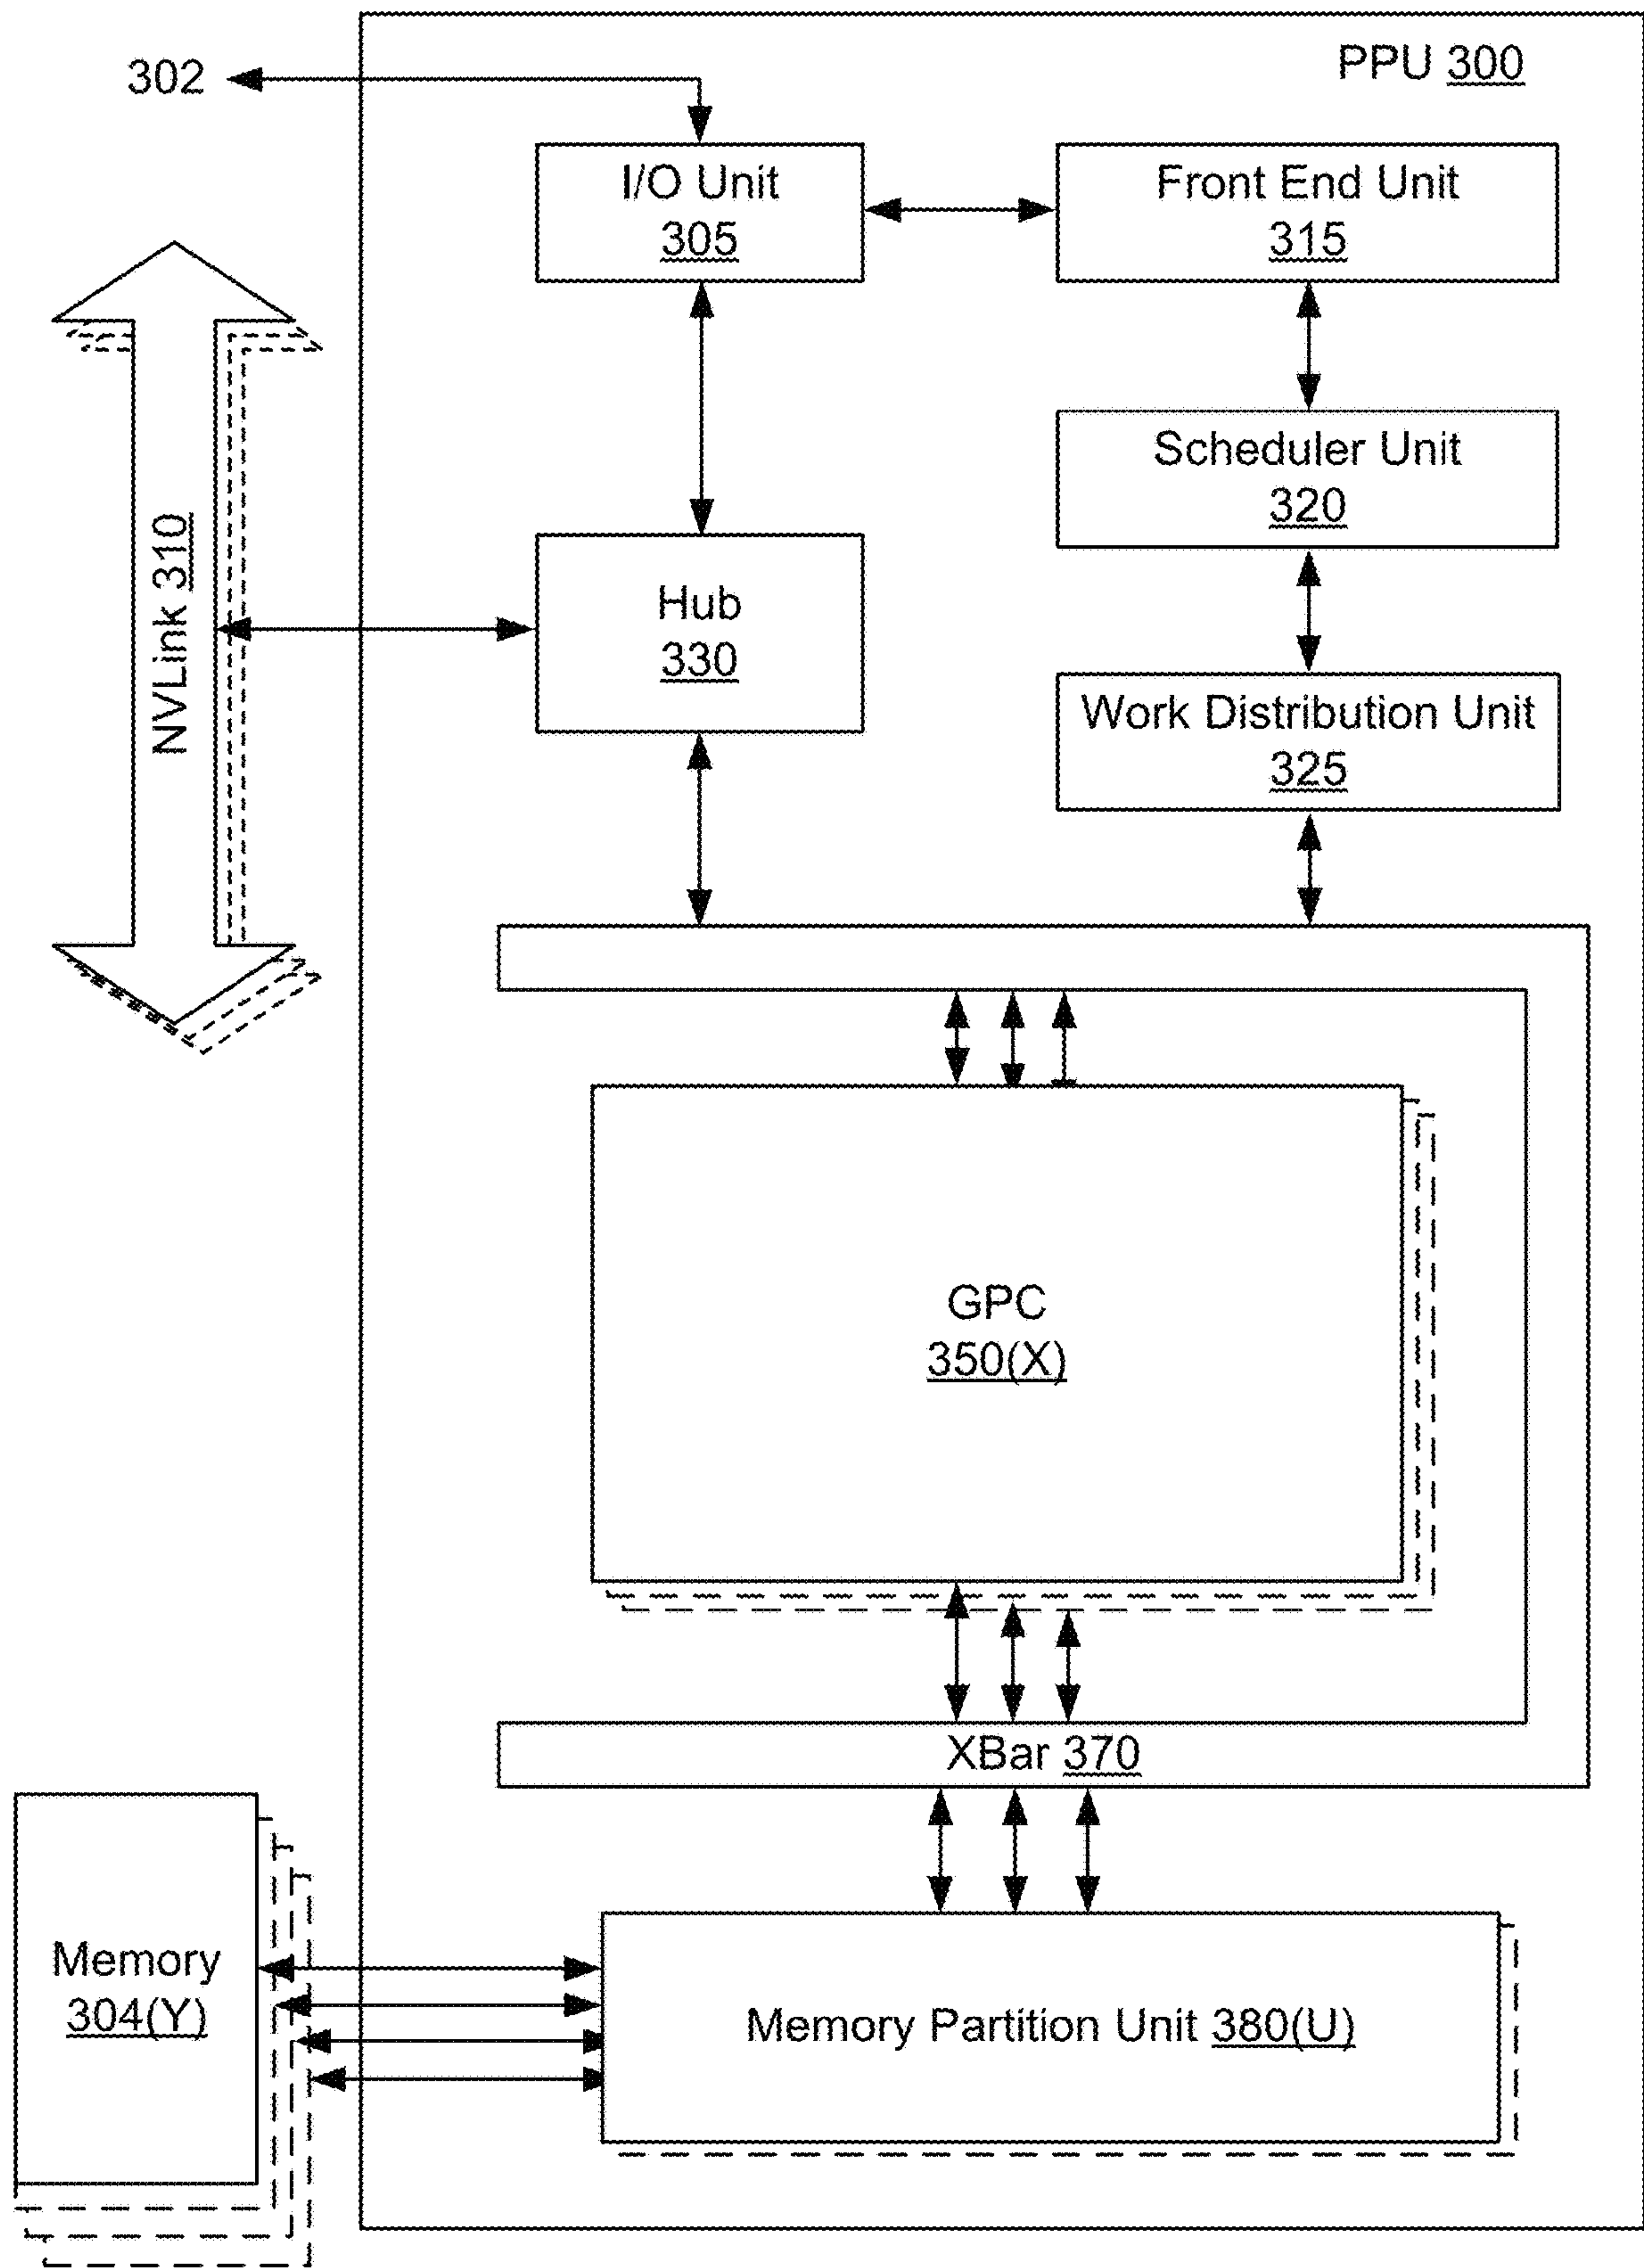 PPU 300
302
I/O Unit
305
Front End Unit
315
Scheduler Unit
320
NVLink 310
Hub
330
Work Distribution Unit
325
GPC
350(X)
XBar 370
Memory
304(Y)
Memory Partition Unit 380(U)